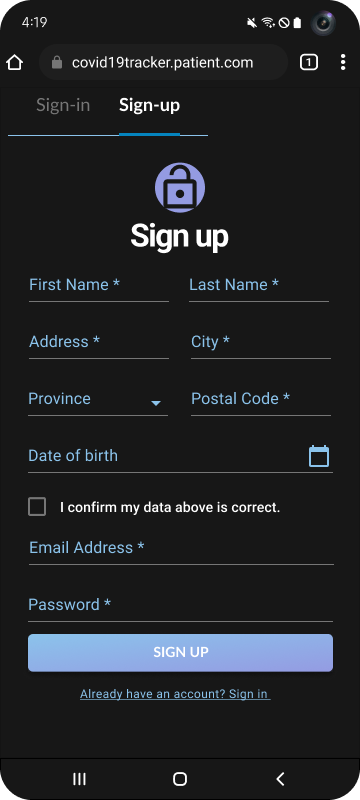 4:19
covid19tracker.patient.com
1
Sign-in Sign-up
Sign up
First Name * Last Name *
Address * City *
Province Postal Code *
Date of birth
I confirm my data above is correct.
Email Address *
Password *
SIGN UP
Already have an account? Sign in